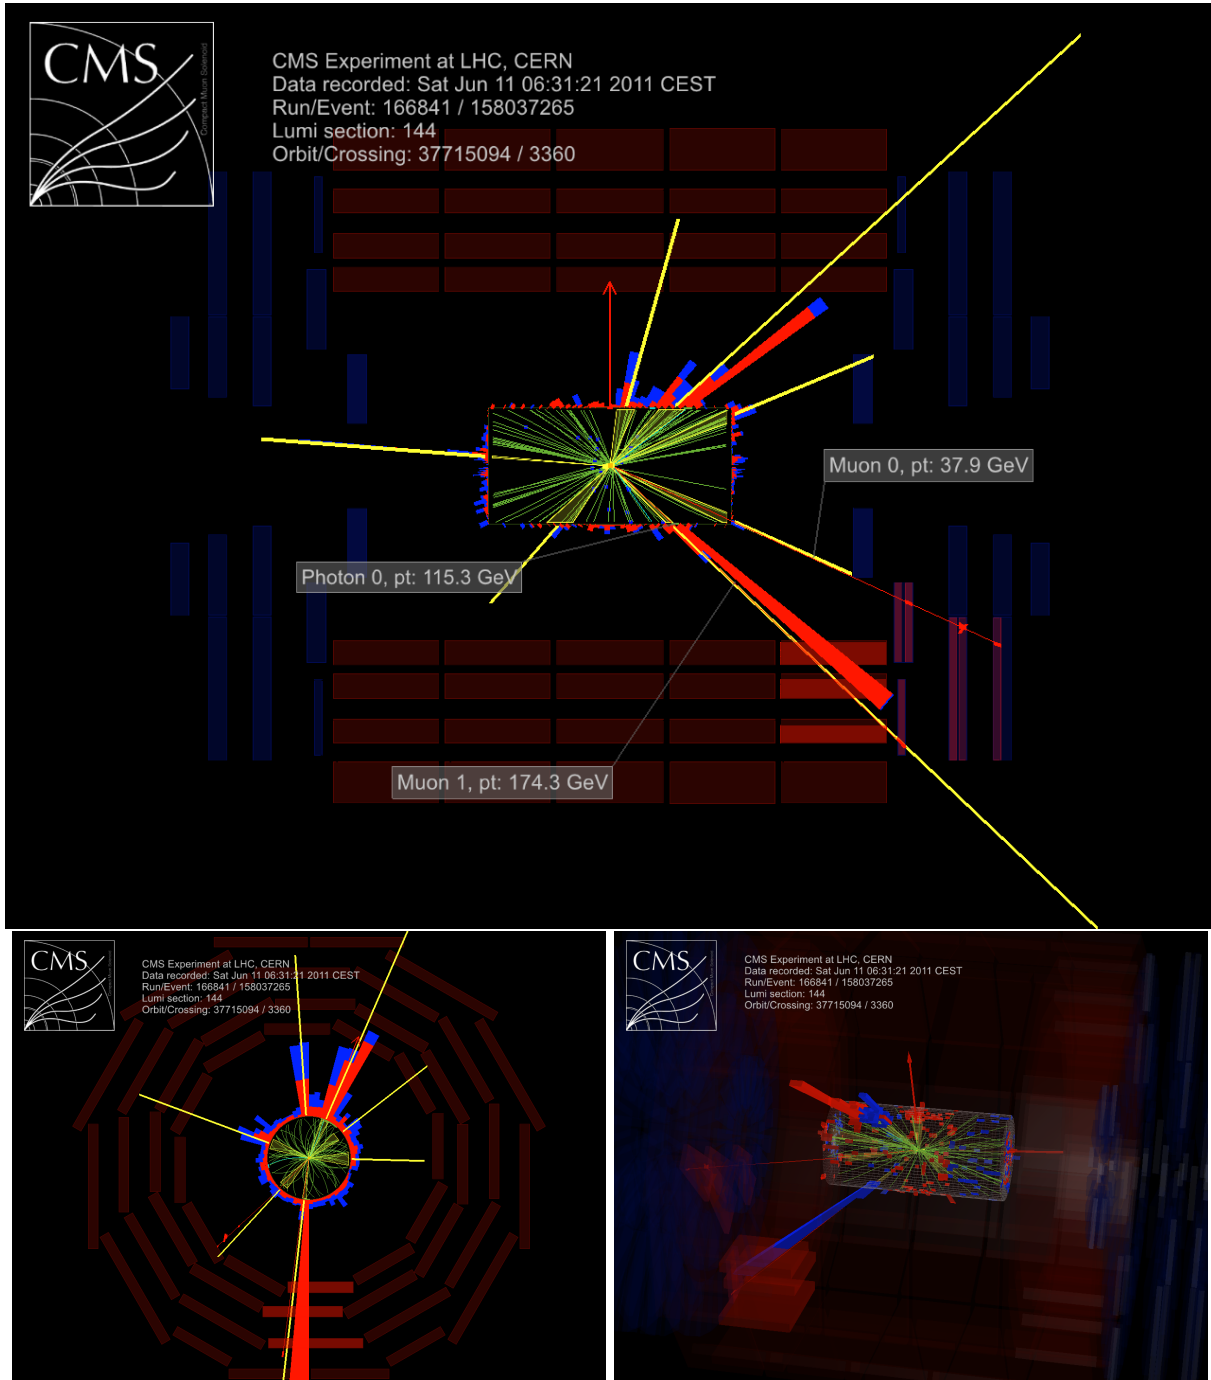 CMS
Compact Muon Solenoid
CMS Experiment at LHC, CERN
Data recorded: Sat Jun 11 06:31:21 2011 CEST
Run/Event: 166841 / 158037265
Lumi section: 144
Orbit/Crossing: 37715094 / 3360
Muon 0, pt: 37.9 GeV
Photon 0, pt: 115.3 GeV
Muon 1, pt: 174.3 GeV
CMS
CMS Experiment at LHC, CERN
Data recorded: Sat Jun 11 06:31:21 2011 CEST
Run/Event: 166841 / 158037265
Lumi section: 144
Orbit/Crossing: 37715094 / 3360
CMS
CMS Experiment at LHC, CERN
Data recorded: Sat Jun 11 06:31:21 2011 CEST
Run/Event: 166841 / 158037265
Lumi section: 144
Orbit/Crossing: 37715094 / 3360